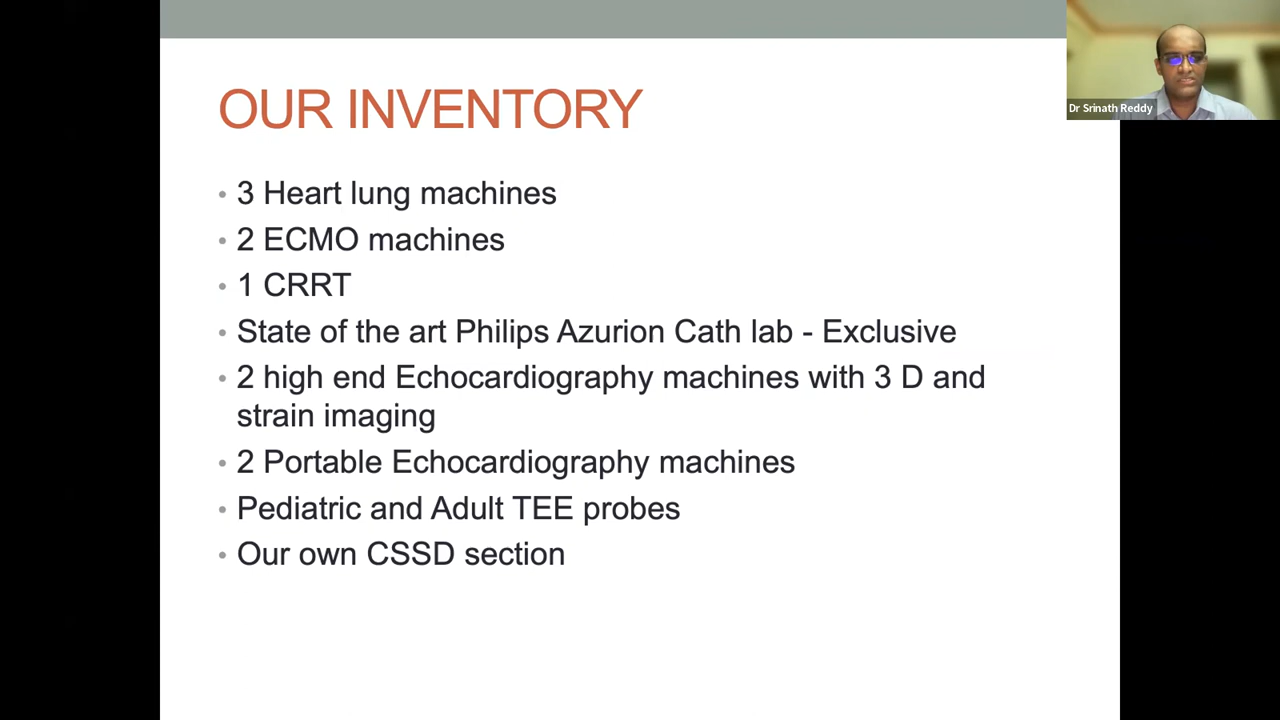 OUR INVENTORY
• 3 Heart lung machines
• 2 ECMO machines
• 1 CRRT
• State of the art Philips Azurion Cath lab - Exclusive
• 2 high end Echocardiography machines with 3 D and
strain imaging
• 2 Portable Echocardiography machines
• Pediatric and Adult TEE probes
• Our own CSSD section
Dr Srinath Reddy